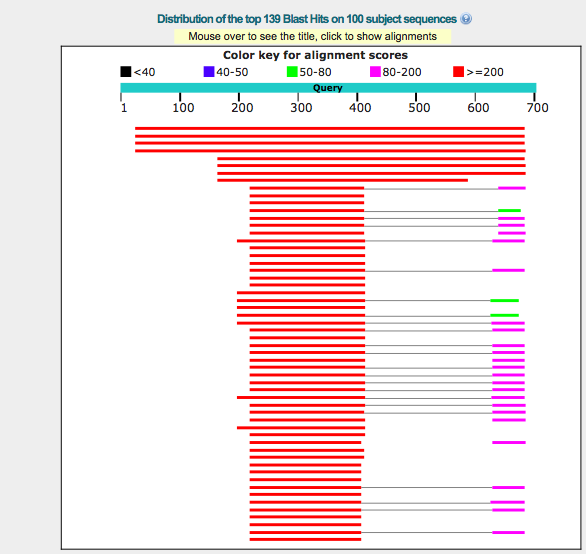 Distribution of the top 139 Blast Hits on 100 subject sequences ?
Mouse over to see the title, click to show alignments
Color key for alignment scores
<40 40-50 50-80 80-200 >=200
Query
1 100 200 300 400 500 600 700